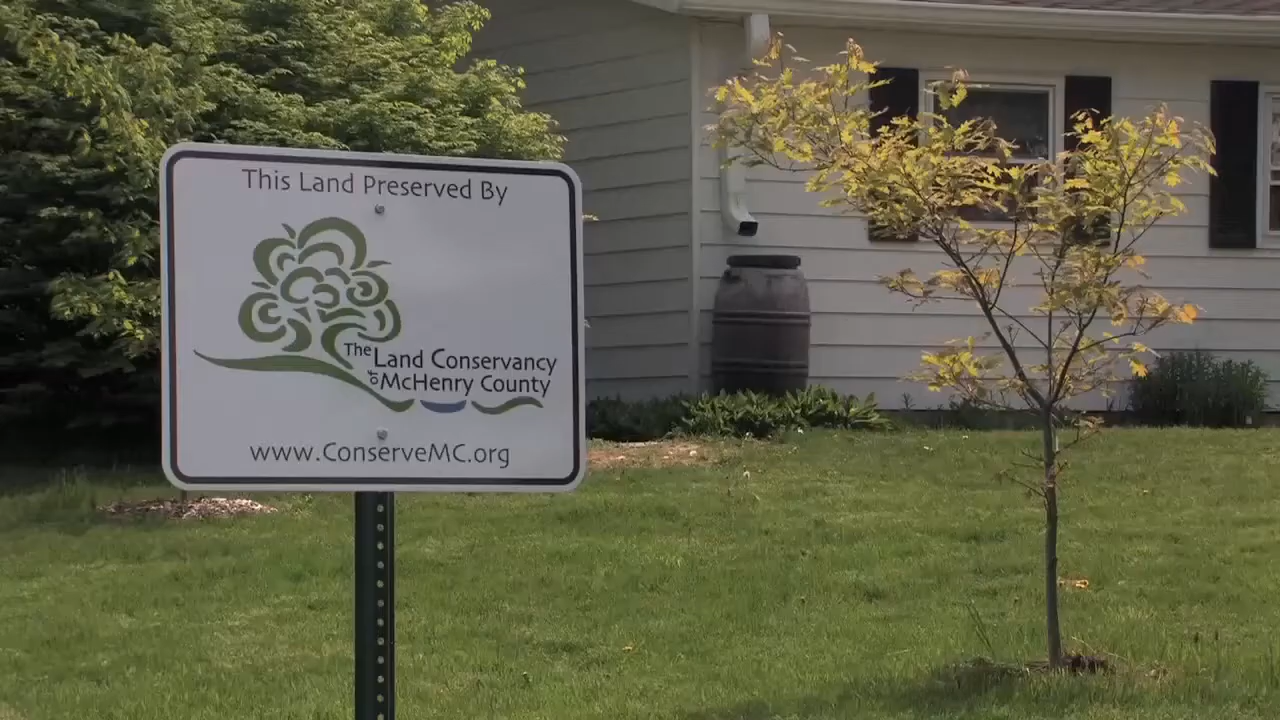 This Land Preserved By
The Land Conservancy
of McHenry County
www.ConserveMC.org